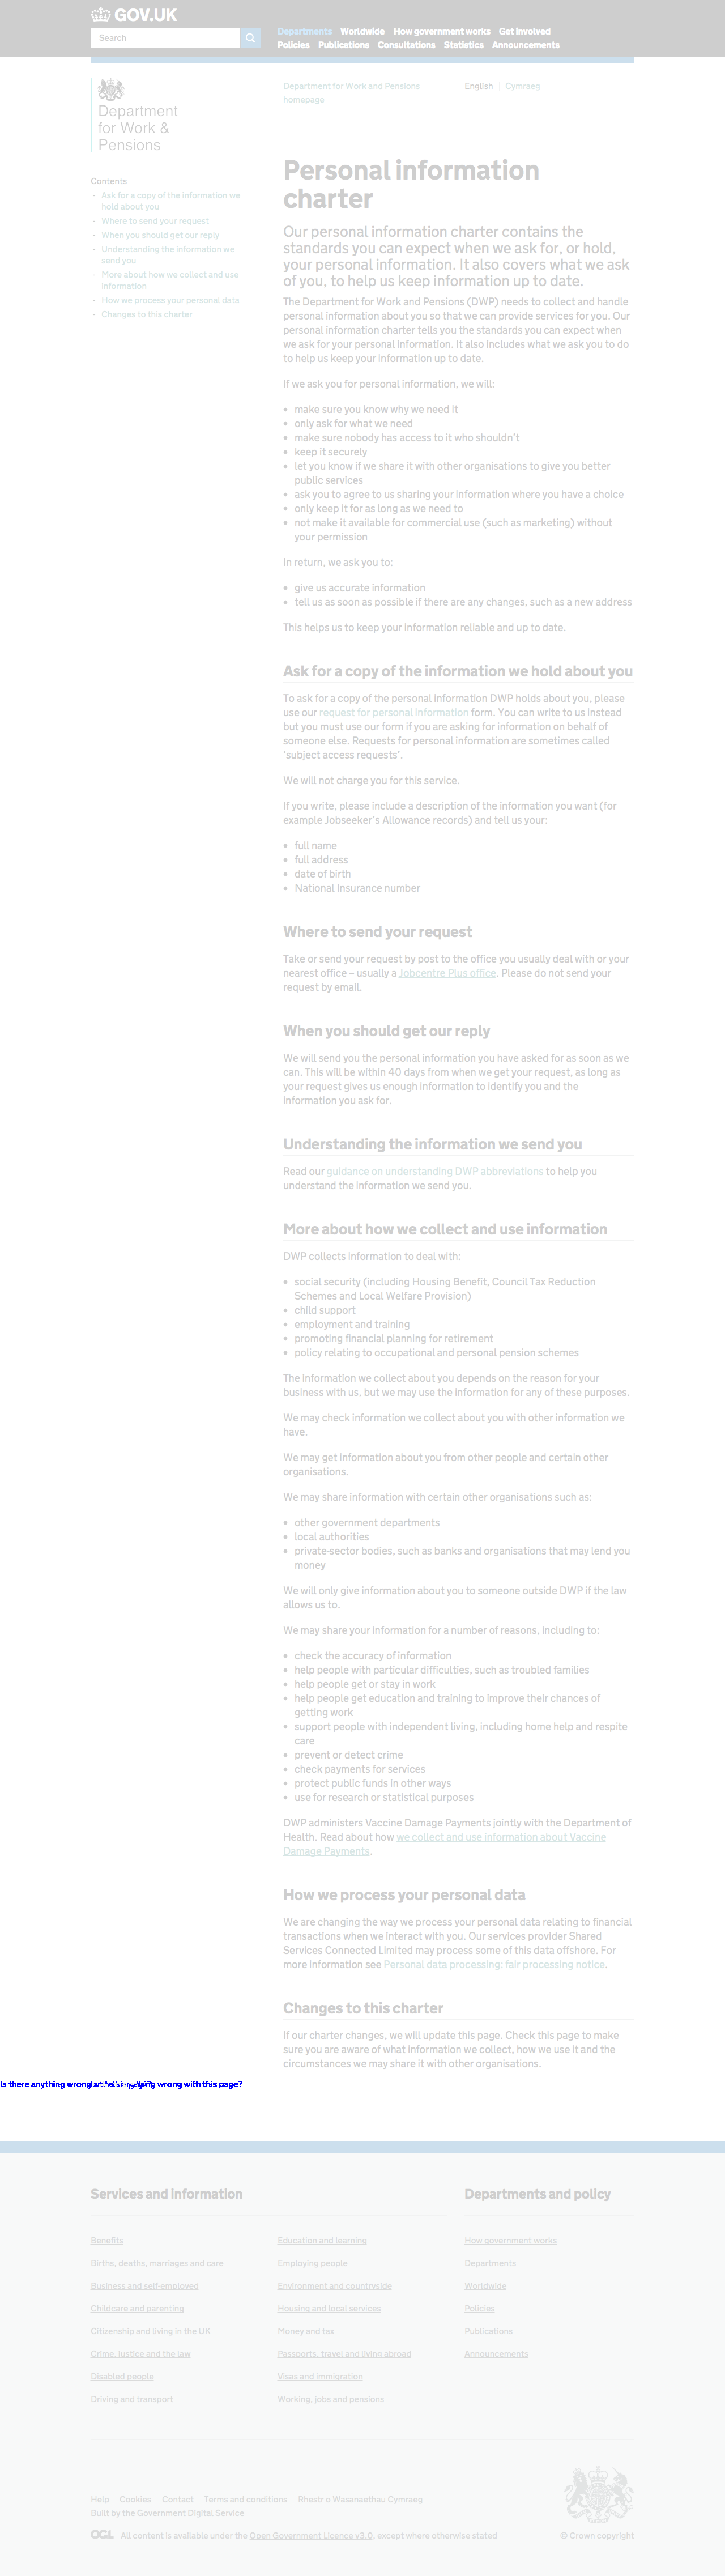 GOV.UK
Search
Departments Worldwide How government works Get involved
Policies Publications Consultations Statistics Announcements
Department
for Work &
Pensions
Department for Work and Pensions
homepage
English Cymraeg
Contents
Ask for a copy of the information we
hold about you
Where to send your request
When you should get our reply
Understanding the information we
send you
More about how we collect and use
information
How we process your personal data
Changes to this charter
Personal information
charter
Our personal information charter contains the
standards you can expect when we ask for, or hold,
your personal information. It also covers what we ask
of you, to help us keep information up to date.
The Department for Work and Pensions (DWP) needs to collect and handle
personal information about you so that we can provide services for you. Our
personal information charter tells you the standards you can expect when
we ask for your personal information. It also includes what we ask you to do
to help us keep your information up to date.
If we ask you for personal information, we will:
make sure you know why we need it
only ask for what we need
make sure nobody has access to it who shouldn't
keep it securely
let you know if we share it with other organisations to give you better
public services
ask you to agree to us sharing your information where you have a choice
only keep it for as long as we need to
not make it available for commercial use (such as marketing) without
your permission
In return, we ask you to:
give us accurate information
tell us as soon as possible if there are any changes, such as a new address
This helps us to keep your information reliable and up to date.
Ask for a copy of the information we hold about you
To ask for a copy of the personal information DWP holds about you, please
use our request for personal information form. You can write to us instead
but you must use our form if you are asking for information on behalf of
someone else. Requests for personal information are sometimes called
'subject access requests'.
We will not charge you for this service.
If you write, please include a description of the information you want (for
example Jobseeker's Allowance records) and tell us your:
full name
full address
date of birth
National Insurance number
Where to send your request
Take or send your request by post to the office you usually deal with or your
nearest office – usually a Jobcentre Plus office. Please do not send your
request by email.
When you should get our reply
We will send you the personal information you have asked for as soon as we
can. This will be within 40 days from when we get your request, as long as
your request gives us enough information to identify you and the
information you ask for.
Understanding the information we send you
Read our guidance on understanding DWP abbreviations to help you
understand the information we send you.
More about how we collect and use information
DWP collects information to deal with:
social security (including Housing Benefit, Council Tax Reduction
Schemes and Local Welfare Provision)
child support
employment and training
promoting financial planning for retirement
policy relating to occupational and personal pension schemes
The information we collect about you depends on the reason for your
business with us, but we may use the information for any of these purposes.
We may check information we collect about you with other information we
have.
We may get information about you from other people and certain other
organisations.
We may share information with certain other organisations such as:
other government departments
local authorities
private-sector bodies, such as banks and organisations that may lend you
money
We will only give information about you to someone outside DWP if the law
allows us to.
We may share your information for a number of reasons, including to:
check the accuracy of information
help people with particular difficulties, such as troubled families
help people get or stay in work
help people get education and training to improve their chances of
getting work
support people with independent living, including home help and respite
care
prevent or detect crime
check payments for services
protect public funds in other ways
use for research or statistical purposes
DWP administers Vaccine Damage Payments jointly with the Department of
Health. Read about how we collect and use information about Vaccine
Damage Payments.
How we process your personal data
We are changing the way we process your personal data relating to financial
transactions when we interact with you. Our services provider Shared
Services Connected Limited may process some of this data offshore. For
more information see Personal data processing: fair processing notice.
Changes to this charter
If our charter changes, we will update this page. Check this page to make
sure you are aware of what information we collect, how we use it and the
circumstances we may share it with other organisations.
Is there anything wrong wrong with this page?
Services and information
Departments and policy
Benefits
Births, deaths, marriages and care
Business and self-employed
Childcare and parenting
Citizenship and living in the UK
Crime, justice and the law
Disabled people
Driving and transport
Education and learning
Employing people
Environment and countryside
Housing and local services
Money and tax
Passports, travel and living abroad
Visas and immigration
Working, jobs and pensions
How government works
Departments
Worldwide
Policies
Publications
Announcements
Help Cookies Contact Terms and conditions Rhestr o Wasanaethau Cymraeg
Built by the Government Digital Service
OGL All content is available under the Open Government Licence v3.0, except where otherwise stated
© Crown copyright